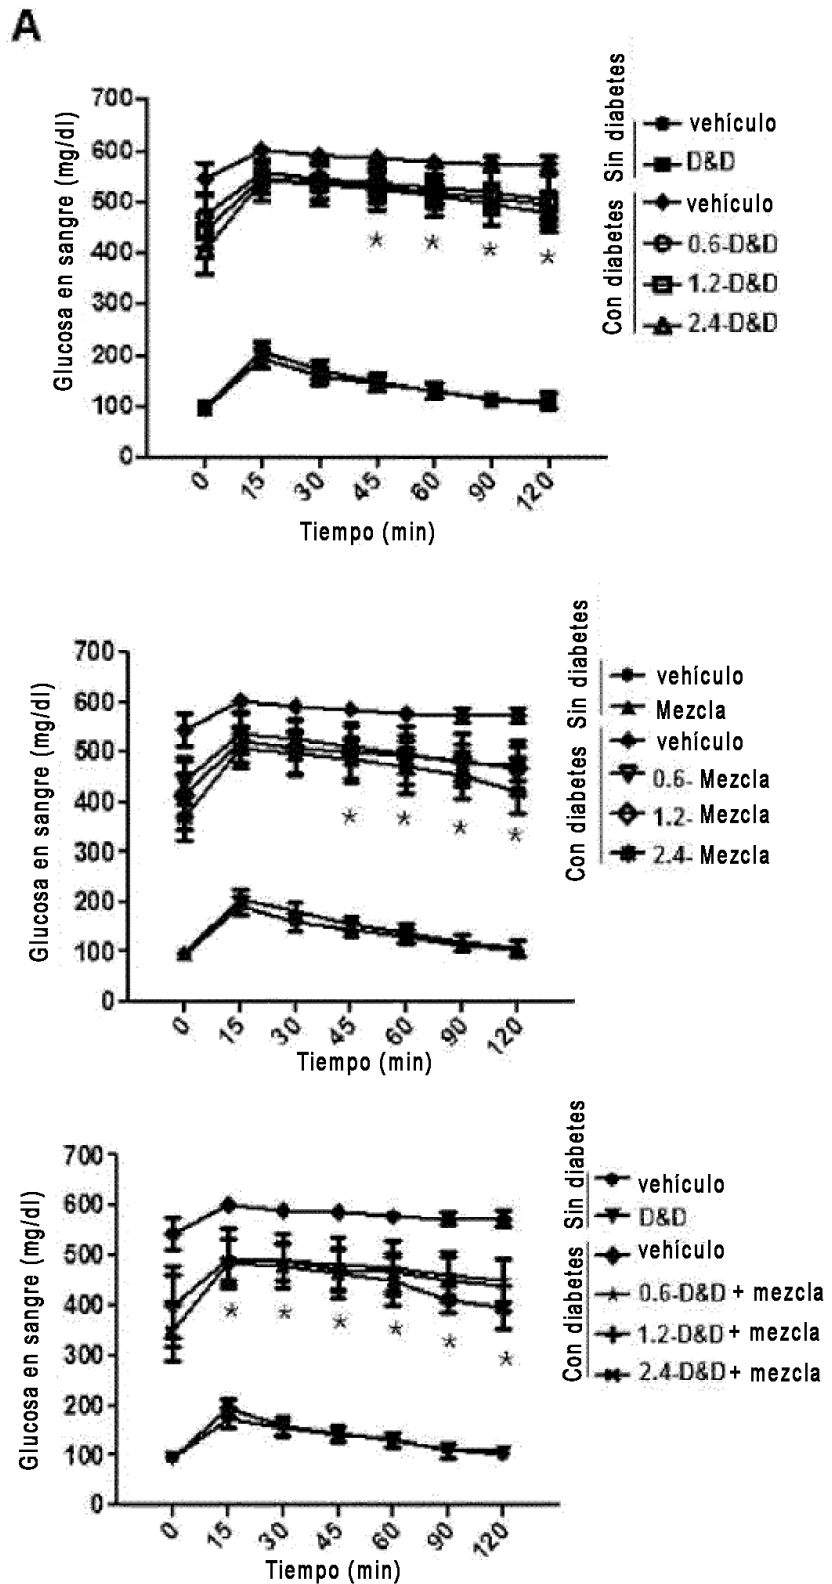 A
700
600
500
400
300
200
100
0
Glucosa en sangre (mg/dl)
0
15
30
45
60
90
120
Tiempo (min)
*
*
*
*
Sin diabetes
vehículo
D&D
Con diabetes
vehículo
0.6-D&D
1.2-D&D
2.4-D&D
700
600
500
400
300
200
100
0
Glucosa en sangre (mg/dl)
0
15
30
45
60
90
120
Tiempo (min)
*
*
*
*
Sin diabetes
vehículo
Mezcla
Con diabetes
vehículo
0.6- Mezcla
1.2- Mezcla
2.4- Mezcla
700
600
500
400
300
200
100
0
Glucosa en sangre (mg/dl)
0
15
30
45
60
90
120
Tiempo (min)
*
*
*
*
*
*
Sin diabetes
vehículo
D&D
Con diabetes
vehículo
0.6-D&D + mezcla
1.2-D&D + mezcla
2.4-D&D + mezcla